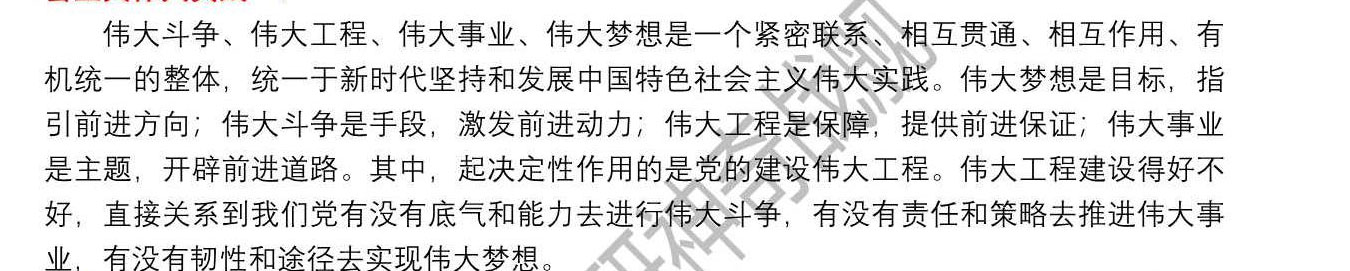 伟大斗争、伟大工程、伟大事业、伟大梦想是一个紧密联系、相互贯通、相互作用、有
机统一的整体，统一于新时代坚持和发展中国特色社会主义伟大实践。伟大梦想是目标，指
引前进方向；伟大斗争是手段，激发前进动力；伟大工程是保障，提供前进保证；伟大事业
是主题，开辟前进道路。其中，起决定性作用的是党的建设伟大工程。伟大工程建设得好不
好，直接关系到我们党有没有底气和能力去进行伟大斗争，有没有责任和策略去推进伟大事
业，有没有韧性和途径去实现伟大梦想。
研神奇战舰